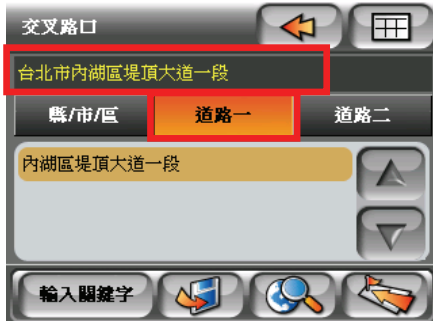 交叉路口
台北市內湖區堤頂大道一段
縣/市/區 道路一 道路二
內湖區堤頂大道一段
輸入關鍵字